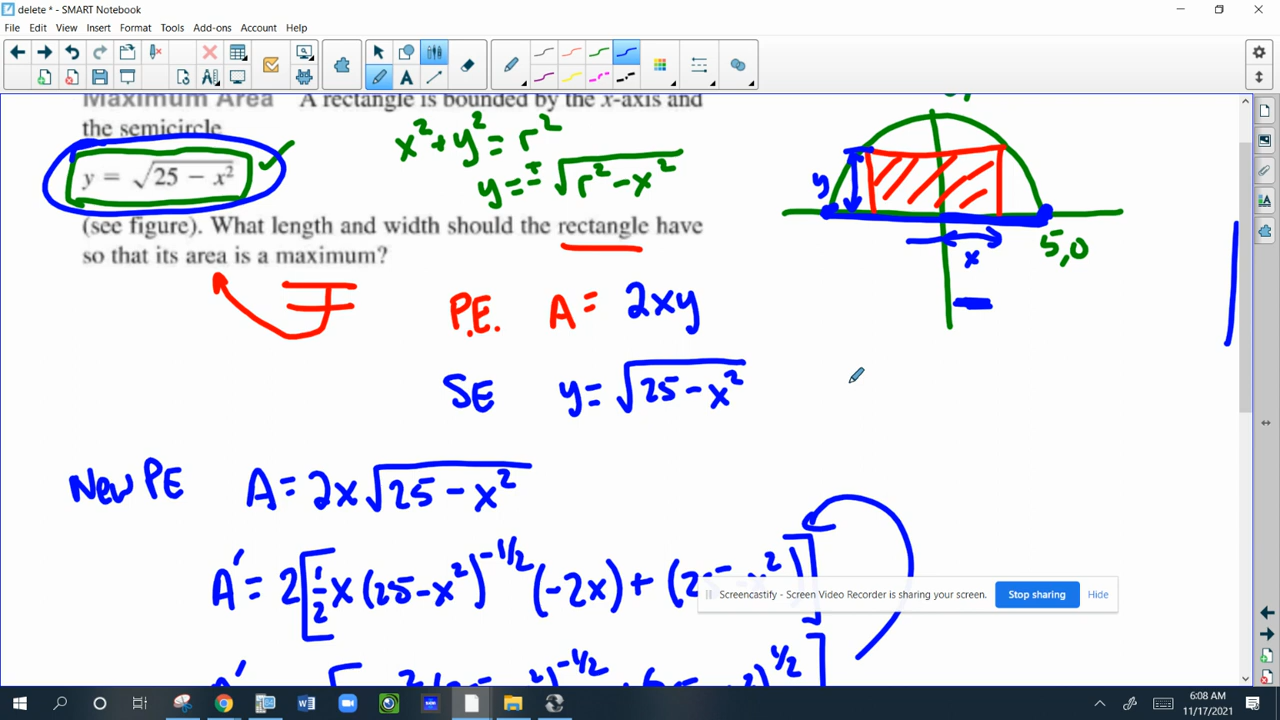 delete * - SMART Notebook
File Edit View Insert Format Tools Add-ons Account Help
Maximum Area A rectangle is bounded by the x-axis and
the semicircle
y = √25 − x²
(see figure). What length and width should the rectangle have
so that its area is a maximum?
x² + y² = r²
y = ± √r² − x²
y
x
5,0
P.E. A = 2xy
SE y = √25 − x²
New PE A = 2x√25 − x²
A' = 2[½x(25−x²)^-1/2 (−2x) + (25−x²)
Screencastify - Screen Video Recorder is sharing your screen. Stop sharing Hide
6:08 AM
11/17/2021